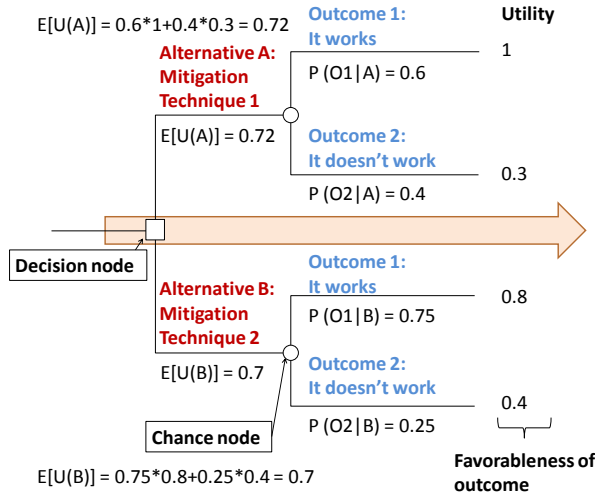 E[U(A)] = 0.6*1+0.4*0.3 = 0.72
Alternative A:
Mitigation
Technique 1
E[U(A)] = 0.72
Outcome 1:
It works
P (O1|A) = 0.6
Outcome 2:
It doesn't work
P (O2|A) = 0.4
Utility
1
0.3
Decision node
Alternative B:
Mitigation
Technique 2
E[U(B)] = 0.7
Outcome 1:
It works
P (O1|B) = 0.75
Outcome 2:
It doesn't work
P (O2|B) = 0.25
0.8
0.4
Chance node
Favorableness of
outcome
E[U(B)] = 0.75*0.8+0.25*0.4 = 0.7